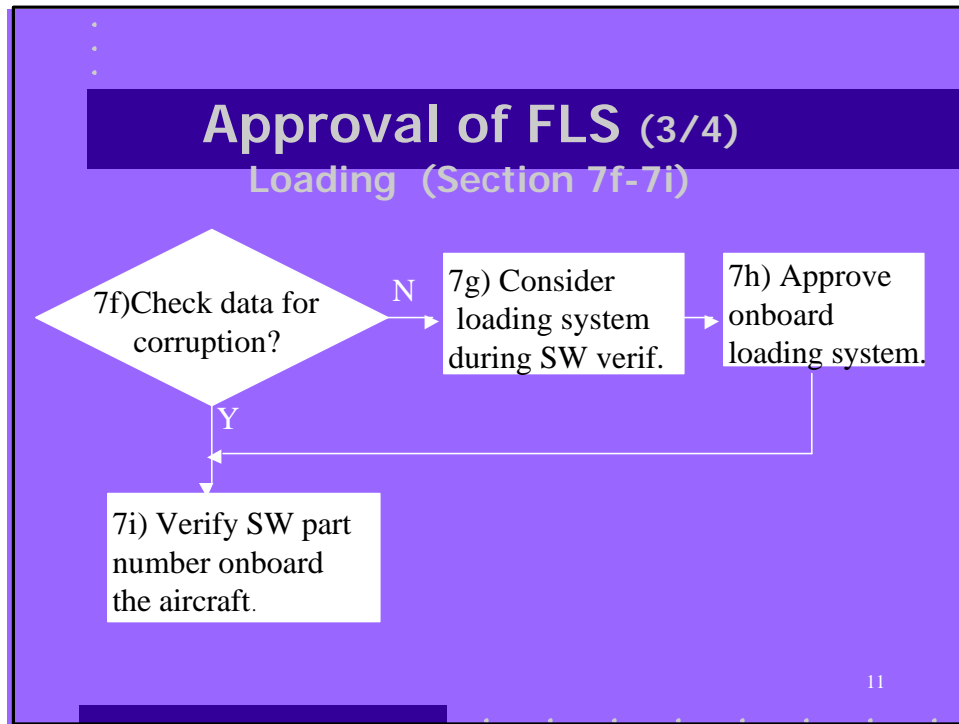 Approval of FLS (3/4)
Loading (Section 7f-7i)
7f)Check data for
corruption?
N
7g) Consider
loading system
during SW verif.
7h) Approve
onboard
loading system.
Y
7i) Verify SW part
number onboard
the aircraft.
11